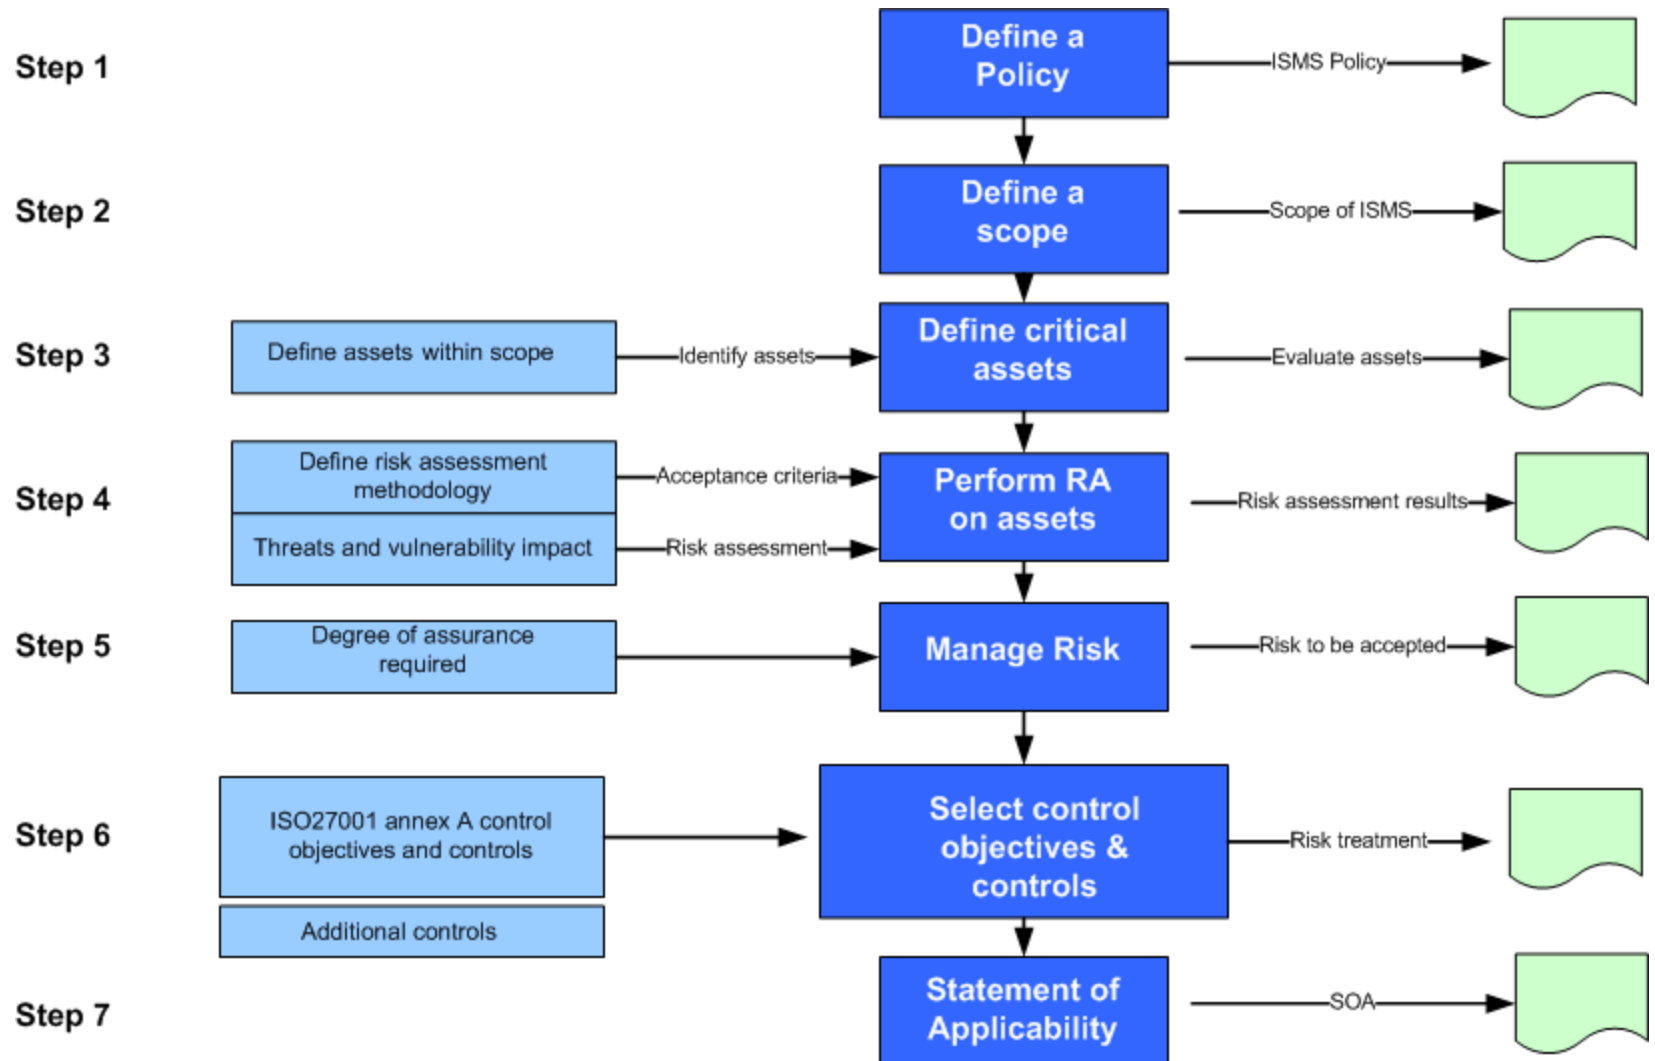 Step 1
Define a
Policy
ISMS Policy
Step 2
Define a
scope
Scope of ISMS
Step 3
Define assets within scope
Identify assets
Define critical
assets
Evaluate assets
Step 4
Define risk assessment
methodology
Acceptance criteria
Threats and vulnerability impact
Risk assessment
Perform RA
on assets
Risk assessment results
Step 5
Degree of assurance
required
Manage Risk
Risk to be accepted
Step 6
ISO27001 annex A control
objectives and controls
Additional controls
Select control
objectives &
controls
Risk treatment
Step 7
Statement of
Applicability
SOA